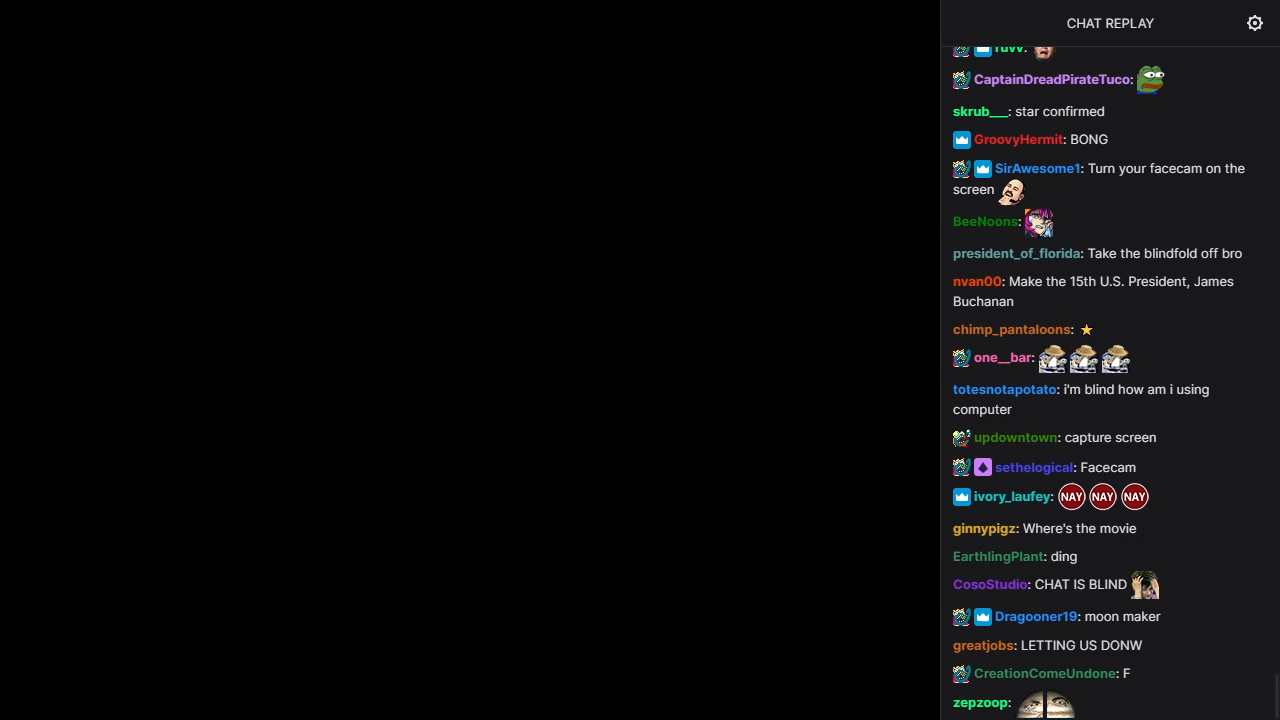 CHAT REPLAY
ruvv:
CaptainDreadPirateTuco:
skrub___: star confirmed
GroovyHermit: BONG
SirAwesome1: Turn your facecam on the
screen
BeeNoons:
president_of_florida: Take the blindfold off bro
nvan00: Make the 15th U.S. President, James
Buchanan
chimp_pantaloons:
one__bar:
totesnotapotato: i'm blind how am i using
computer
updowntown: capture screen
sethelogical: Facecam
ivory_laufey: NAY NAY NAY
ginnypigz: Where's the movie
EarthlingPlant: ding
CosoStudio: CHAT IS BLIND
Dragooner19: moon maker
greatjobs: LETTING US DONW
CreationComeUndone: F
zepzoop: